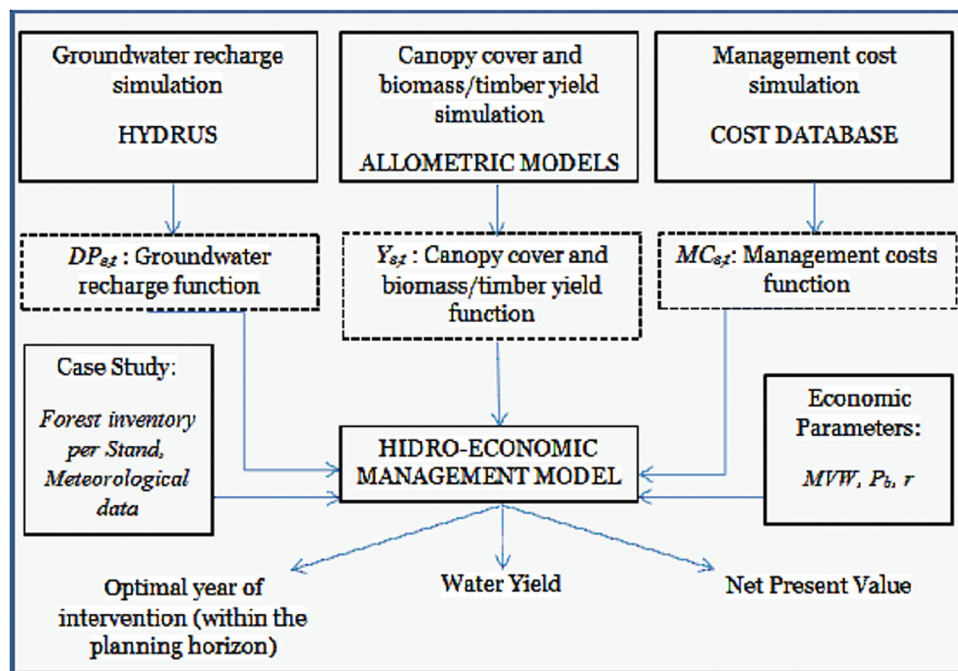 Groundwater recharge
simulation
HYDRUS
Canopy cover and
biomass/timber yield
simulation
ALLOMETRIC MODELS
Management cost
simulation
COST DATABASE
DPs,t : Groundwater
recharge function
Ys,t : Canopy cover and
biomass/timber yield
function
MCs,t: Management costs
function
Case Study:
Forest inventory
per Stand,
Meteorological
data
HIDRO-ECONOMIC
MANAGEMENT MODEL
Economic
Parameters:
MVW, Pb, r
Optimal year of
intervention (within the
planning horizon)
Water Yield
Net Present Value